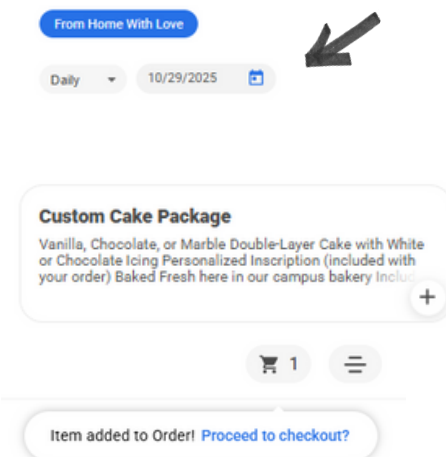 From Home With Love
Daily 10/29/2025
Custom Cake Package
Vanilla, Chocolate, or Marble Double-Layer Cake with White
or Chocolate Icing Personalized Inscription (included with
your order) Baked Fresh here in our campus bakery
1
Item added to Order! Proceed to checkout?